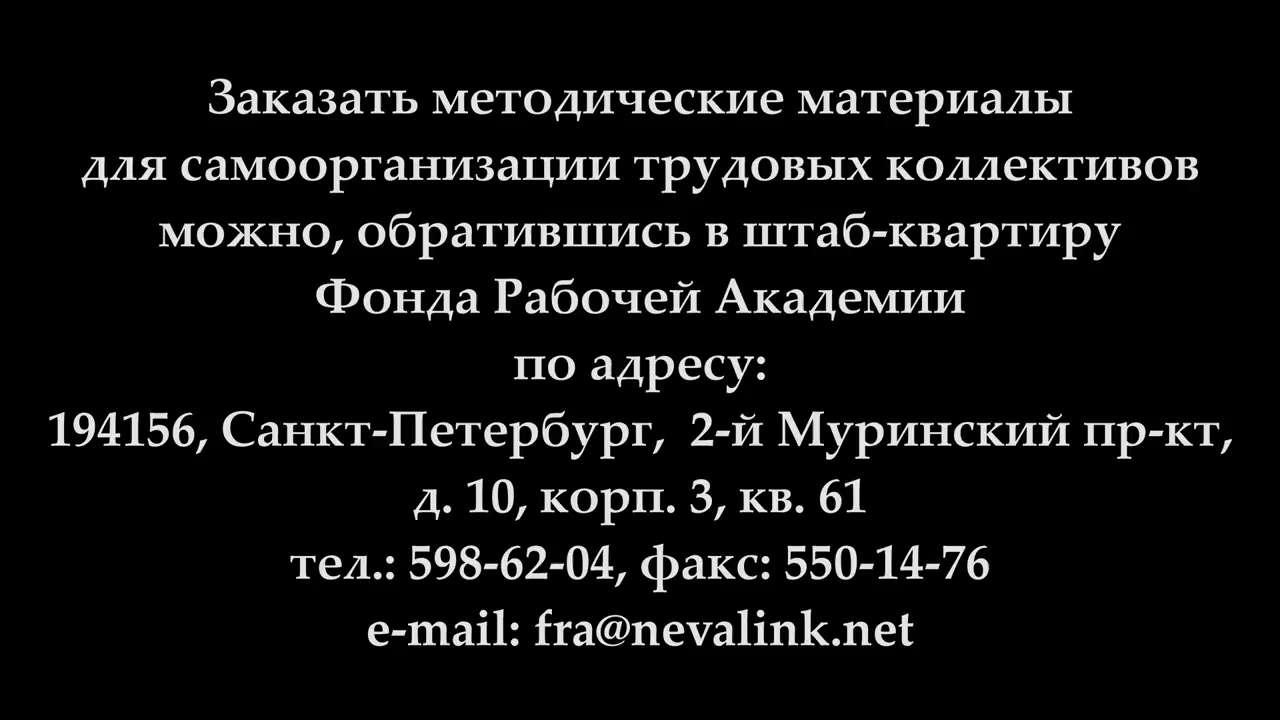 Заказать методические материалы
для самоорганизации трудовых коллективов
можно, обратившись в штаб-квартиру
Фонда Рабочей Академии
по адресу:
194156, Санкт-Петербург,  2-й Муринский пр-кт,
д. 10, корп. 3, кв. 61
тел.: 598-62-04, факс: 550-14-76
e-mail: fra@nevalink.net